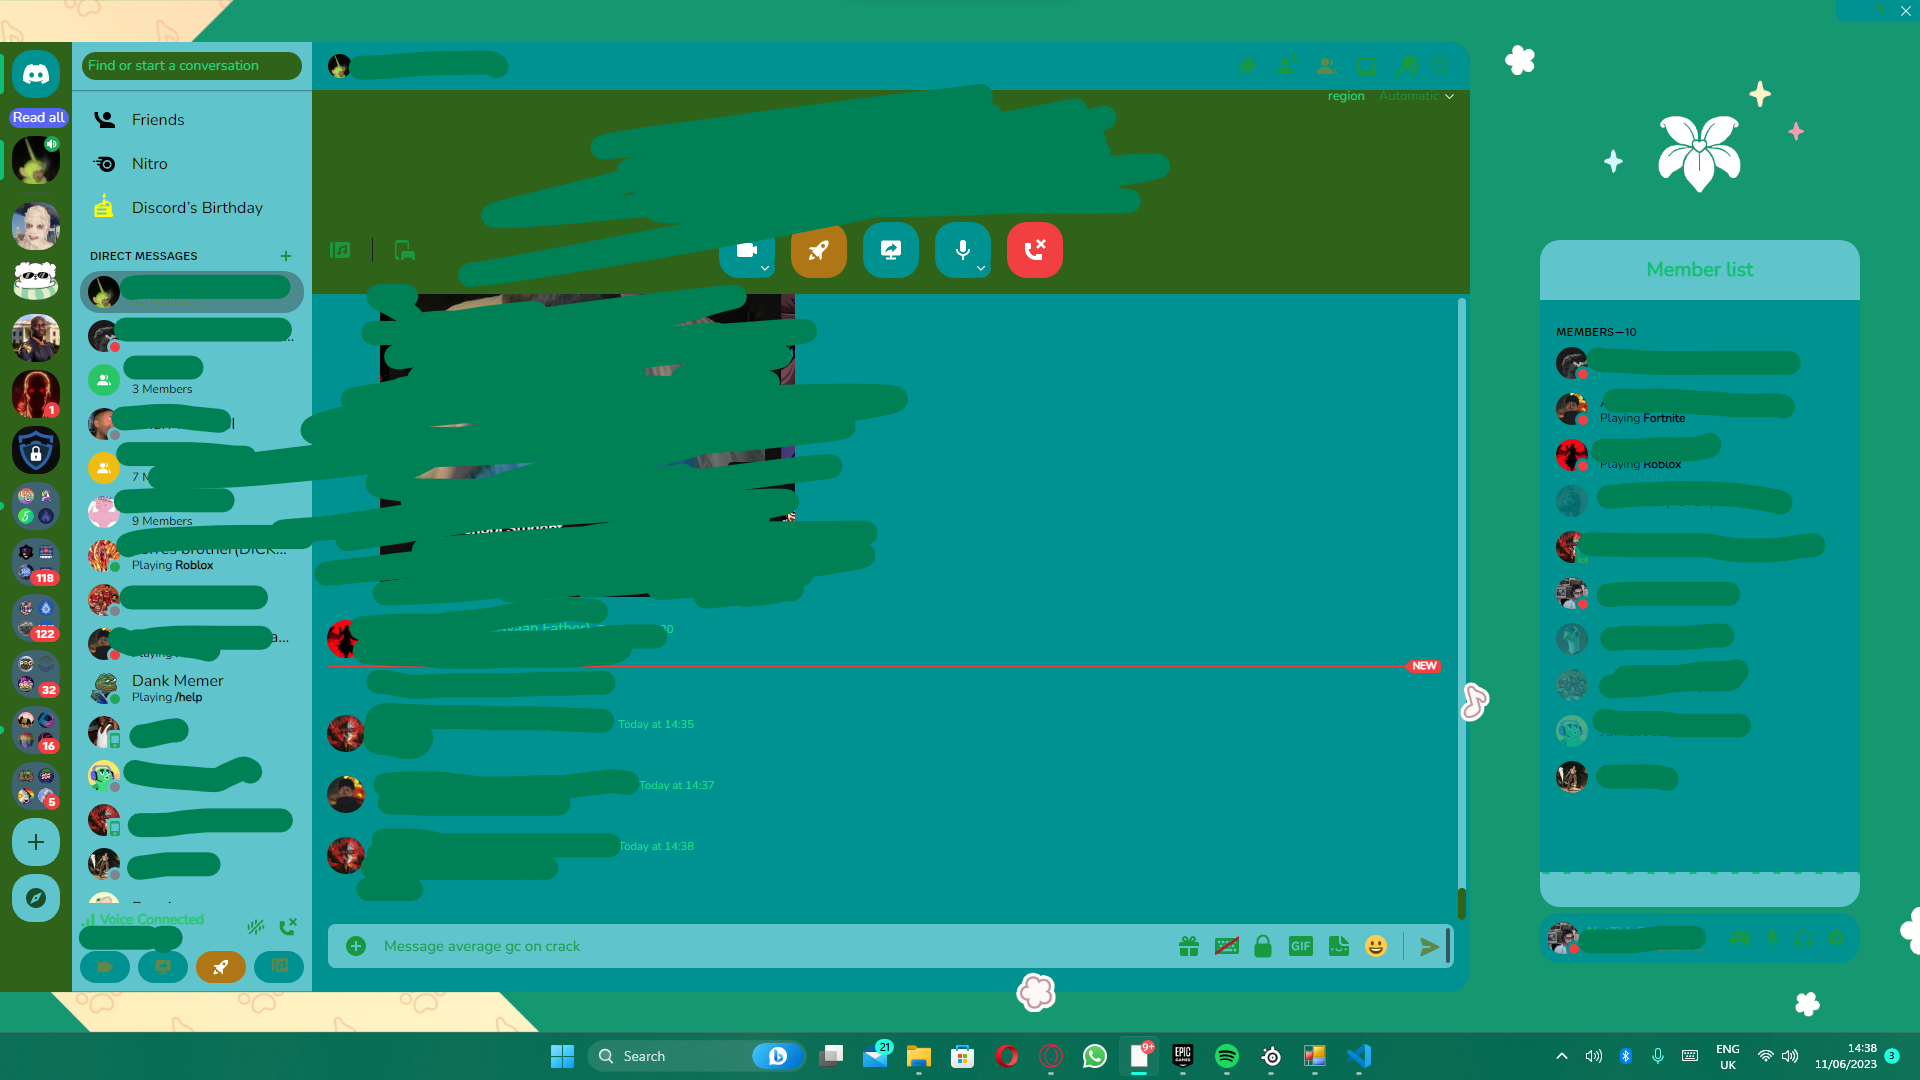 Find or start a conversation
Read all
Friends
Nitro
Discord's Birthday
DIRECT MESSAGES
3 Members
7 M
9 Members
Playing Roblox
a...
Dank Memer
Playing /help
Voice Connected
1
118
122
32
16
5
region Automatic
NEW
Today at 14:35
Today at 14:37
Today at 14:38
Message average gc on crack
GIF
Member list
MEMBERS—10
Playing Fortnite
Playing Roblox
Search
21
9+
EPIC GAMES
ENG
UK
14:38
11/06/2023
3